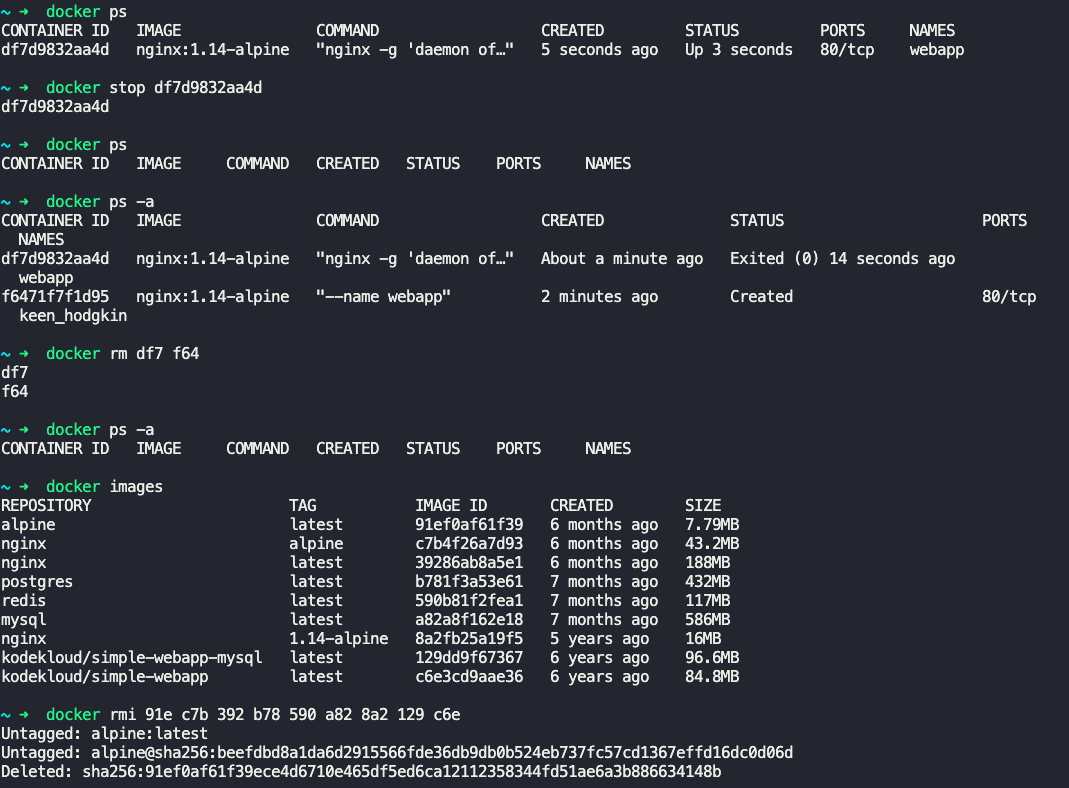 ~ ➜  docker ps
CONTAINER ID   IMAGE               COMMAND                  CREATED         STATUS         PORTS     NAMES
df7d9832aa4d   nginx:1.14-alpine   "nginx -g 'daemon of…"   5 seconds ago   Up 3 seconds   80/tcp    webapp
~ ➜  docker stop df7d9832aa4d
df7d9832aa4d
~ ➜  docker ps
CONTAINER ID   IMAGE     COMMAND   CREATED   STATUS    PORTS     NAMES
~ ➜  docker ps -a
CONTAINER ID   IMAGE               COMMAND                  CREATED              STATUS                      PORTS
  NAMES
df7d9832aa4d   nginx:1.14-alpine   "nginx -g 'daemon of…"   About a minute ago   Exited (0) 14 seconds ago
  webapp
f6471f7f1d95   nginx:1.14-alpine   "--name webapp"          2 minutes ago        Created                     80/tcp
  keen_hodgkin
~ ➜  docker rm df7 f64
df7
f64
~ ➜  docker ps -a
CONTAINER ID   IMAGE     COMMAND   CREATED   STATUS    PORTS     NAMES
~ ➜  docker images
REPOSITORY                      TAG           IMAGE ID       CREATED        SIZE
alpine                          latest        91ef0af61f39   6 months ago   7.79MB
nginx                           alpine        c7b4f26a7d93   6 months ago   43.2MB
nginx                           latest        39286ab8a5e1   6 months ago   188MB
postgres                        latest        b781f3a53e61   7 months ago   432MB
redis                           latest        590b81f2fea1   7 months ago   117MB
mysql                           latest        a82a8f162e18   7 months ago   586MB
nginx                           1.14-alpine   8a2fb25a19f5   5 years ago    16MB
kodekloud/simple-webapp-mysql   latest        129dd9f67367   6 years ago    96.6MB
kodekloud/simple-webapp         latest        c6e3cd9aae36   6 years ago    84.8MB
~ ➜  docker rmi 91e c7b 392 b78 590 a82 8a2 129 c6e
Untagged: alpine:latest
Untagged: alpine@sha256:beefdbd8a1da6d2915566fde36db9db0b524eb737fc57cd1367effd16dc0d06d
Deleted: sha256:91ef0af61f39ece4d6710e465df5ed6ca12112358344fd51ae6a3b886634148b